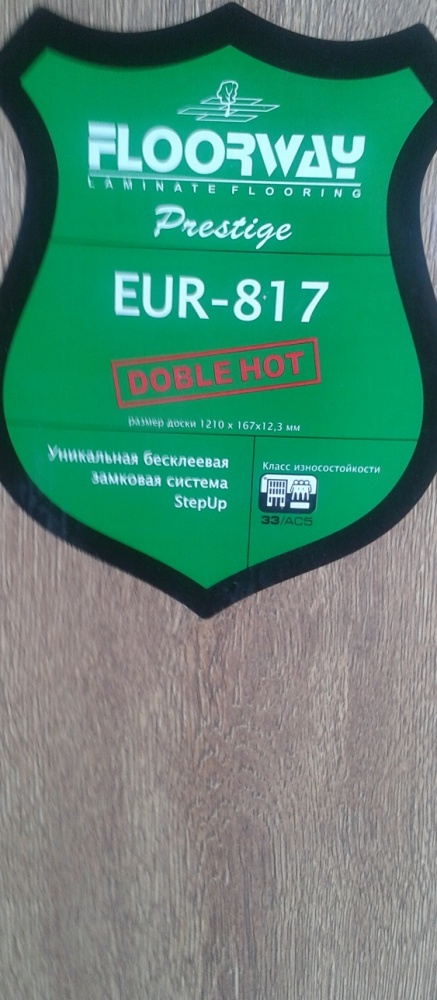 FLOORWAY
LAMINATE FLOORING
Prestige
EUR-817
DOBLE HOT
размер доски 1210 x 167x12,3 мм
Уникальная бесклеевая
замковая система
StepUp
Класс износостойкости
33/AC5